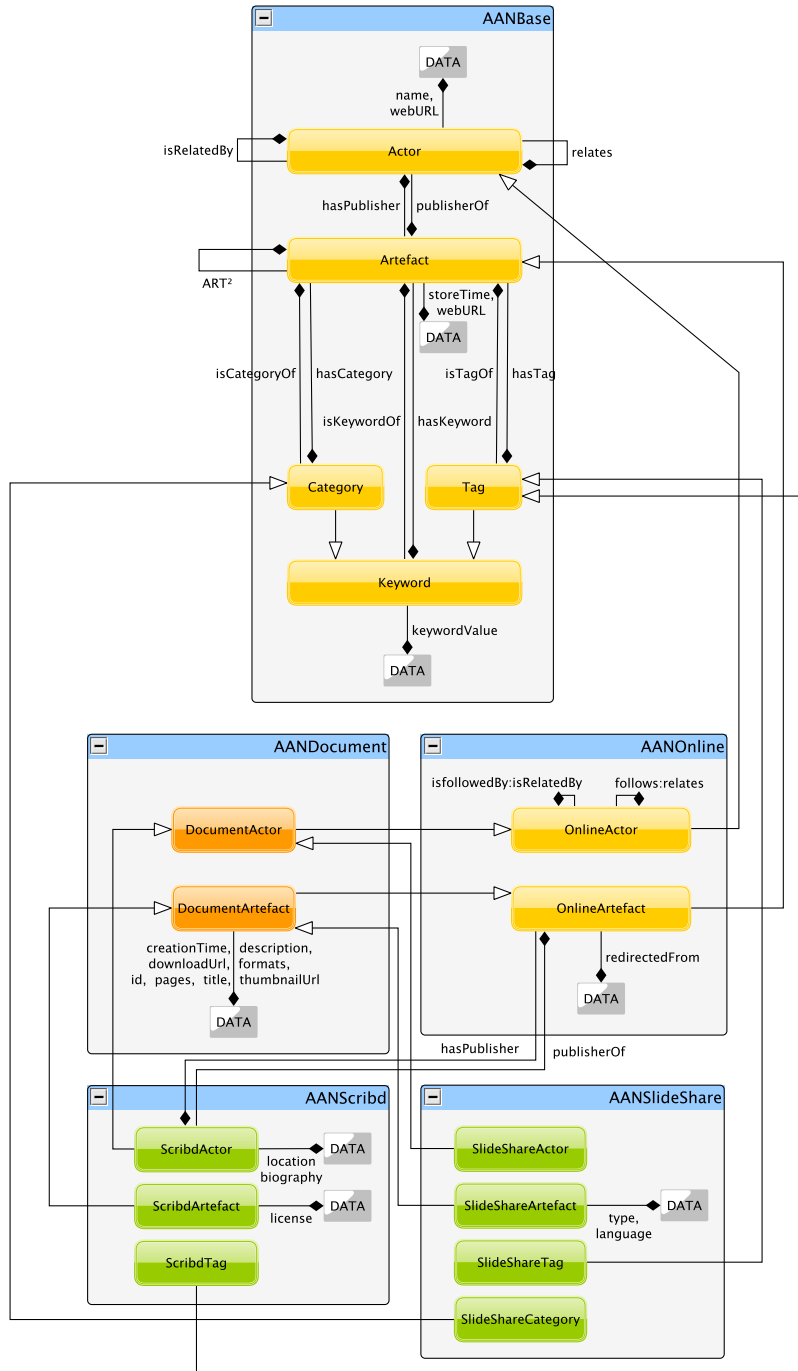 AANBase
DATA
name,
webURL
isRelatedBy
Actor
relates
hasPublisher
publisherOf
Artefact
ART²
storeTime,
webURL
DATA
isCategoryOf
hasCategory
isTagOf
hasTag
isKeywordOf
hasKeyword
Category
Tag
Keyword
keywordValue
DATA
AANDocument
DocumentActor
DocumentArtefact
creationTime, description,
downloadUrl, formats,
id, pages, title, thumbnailUrl
DATA
AANOnline
isfollowedBy:isRelatedBy
follows:relates
OnlineActor
OnlineArtefact
redirectedFrom
DATA
hasPublisher
publisherOf
AANScribd
ScribdActor
DATA
location
biography
ScribdArtefact
DATA
license
ScribdTag
AANSlideShare
SlideShareActor
SlideShareArtefact
DATA
type,
language
SlideShareTag
SlideShareCategory